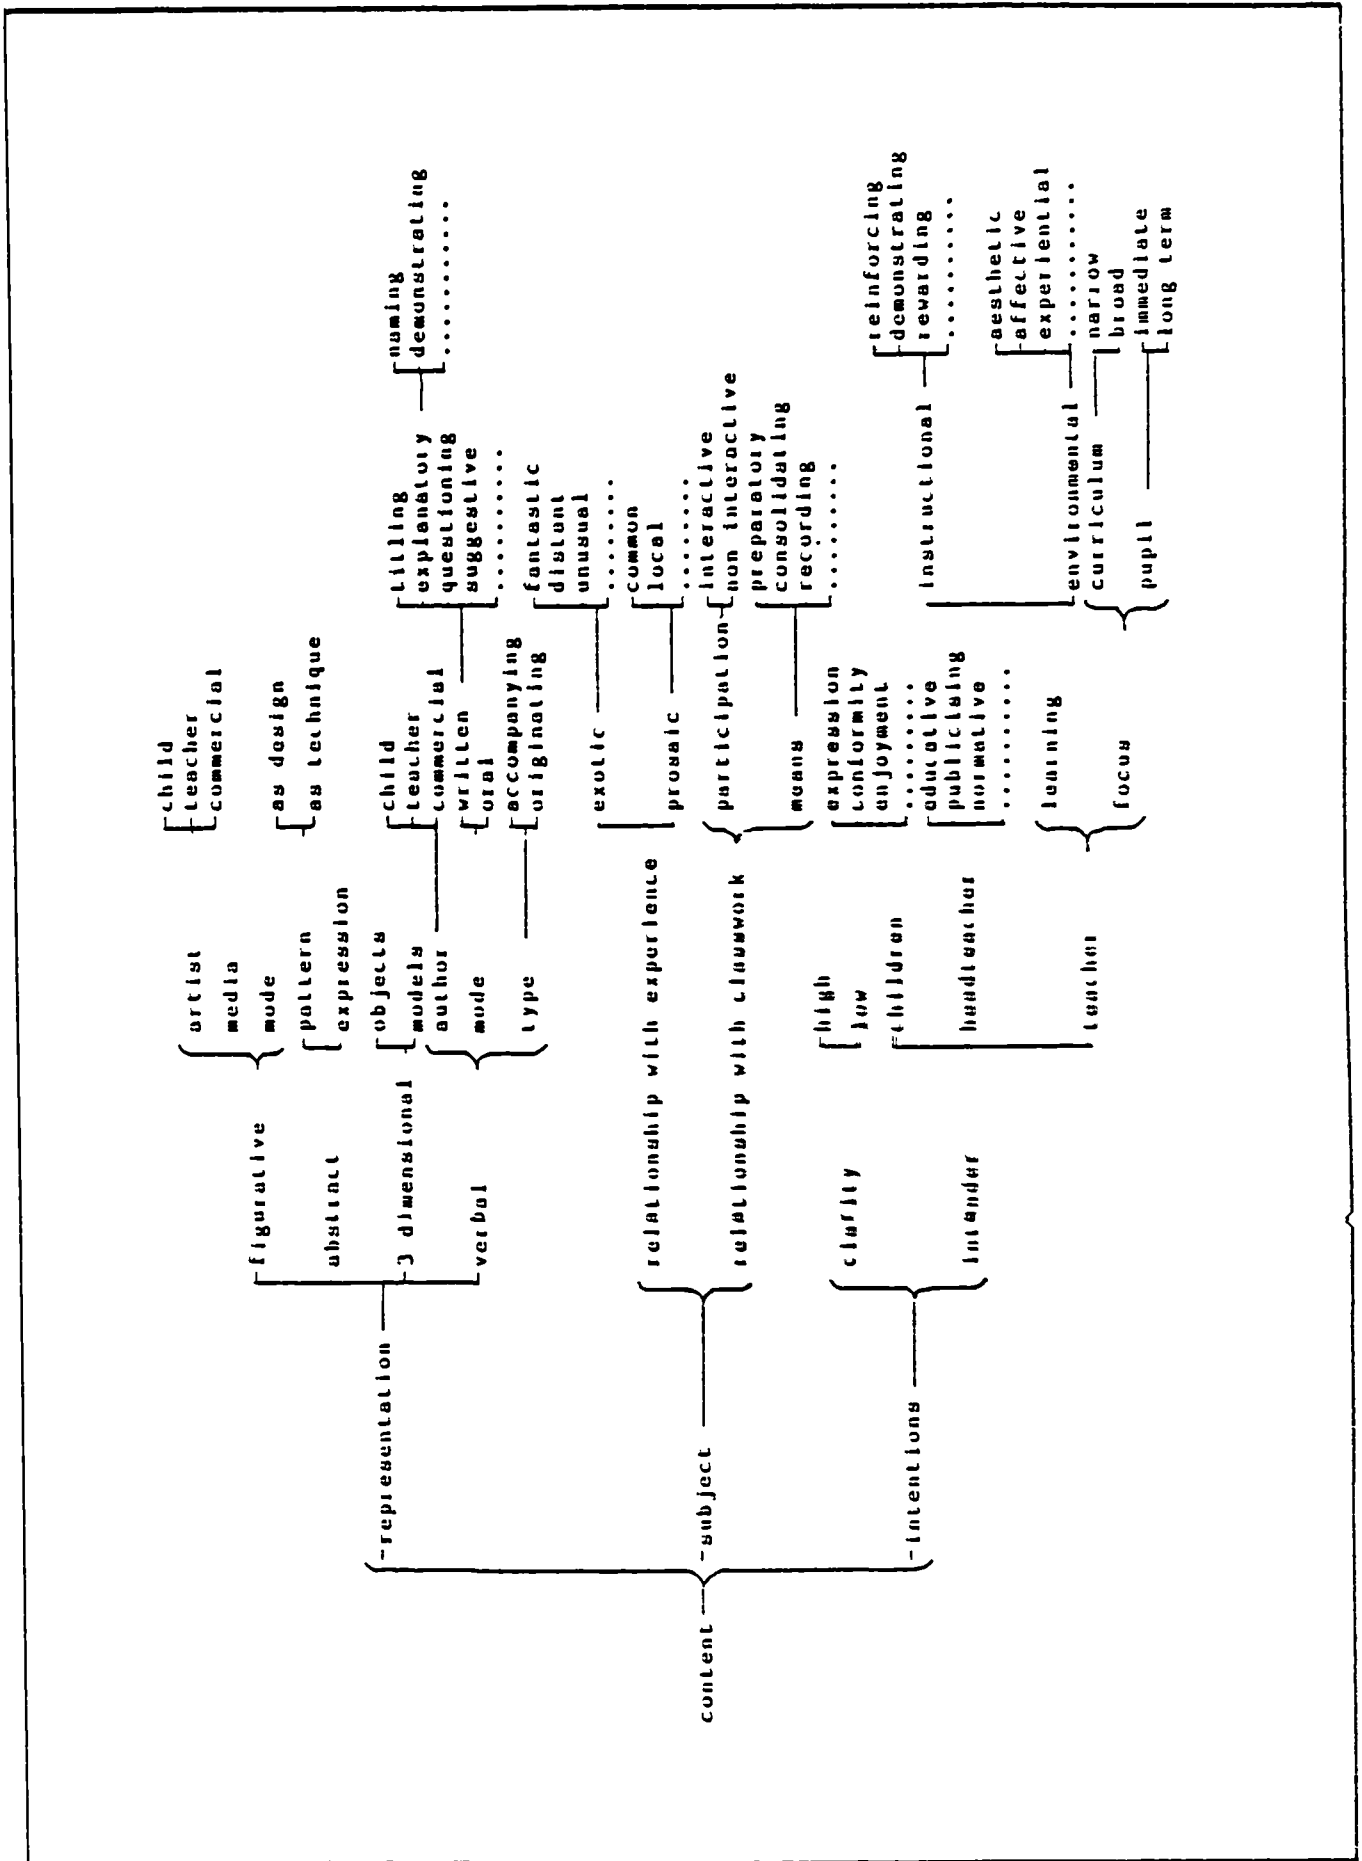 content
-representation
-subject
-intentions
figurative
abstract
3 dimensional
verbal
relationship with experience
relationship with classwork
clarity
intender
artist
media
mode
pattern
expression
objects
models
author
mode
type
high
low
children
headteacher
teacher
child
teacher
commercial
as design
as technique
child
teacher
commercial
written
oral
accompanying
originating
exotic
prosaic
participation
means
expression
conformity
enjoyment
..........
educative
publicising
normative
..........
learning
focus
titling
explanatory
questioning
suggestive
..........
fantastic
distant
unusual
........
common
local
........
interactive
non interactive
preparatory
consolidating
recording
..........
instructional
environmental
curriculum
pupil
naming
demonstrating
............
reinforcing
demonstrating
rewarding
...........
aesthetic
affective
experiential
...........
narrow
broad
immediate
long term